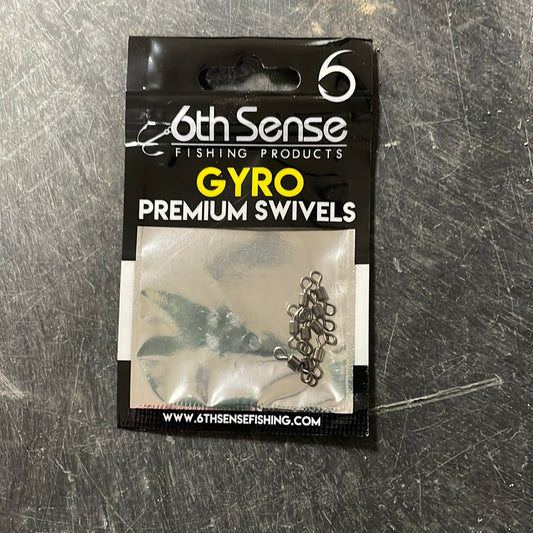 6
6th Sense
FISHING PRODUCTS
GYRO
PREMIUM SWIVELS
WWW.6THSENSEFISHING.COM